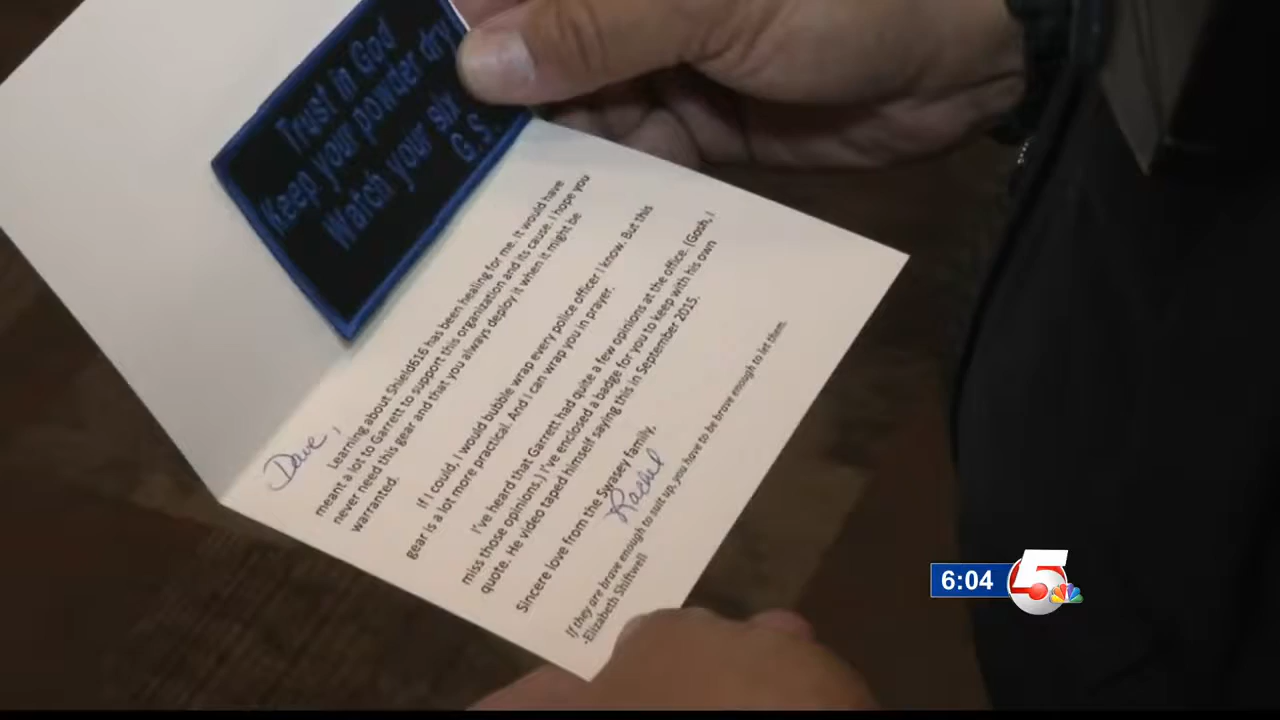 Trust in God
Keep your powder dry!
Watch your six
G.S.
Dave,
Learning about Shield616 has been healing for me. It would have
meant a lot to Garrett to support this organization and its cause. I hope you
never need this gear and that you always deploy it when it might be
warranted.
If I could, I would bubble wrap every police officer I know. But this
gear is a lot more practical. And I can wrap you in prayer.
I've heard that Garrett had quite a few opinions at the office. (Gosh, I
miss those opinions.) I've enclosed a badge for you to keep with his own
quote. He video taped himself saying this in September 2015.
Sincere love from the Swasey family,
Rachel
If they are brave enough to suit up, you have to be brave enough to let them.
-Elizabeth Shiftwell
6:04
5